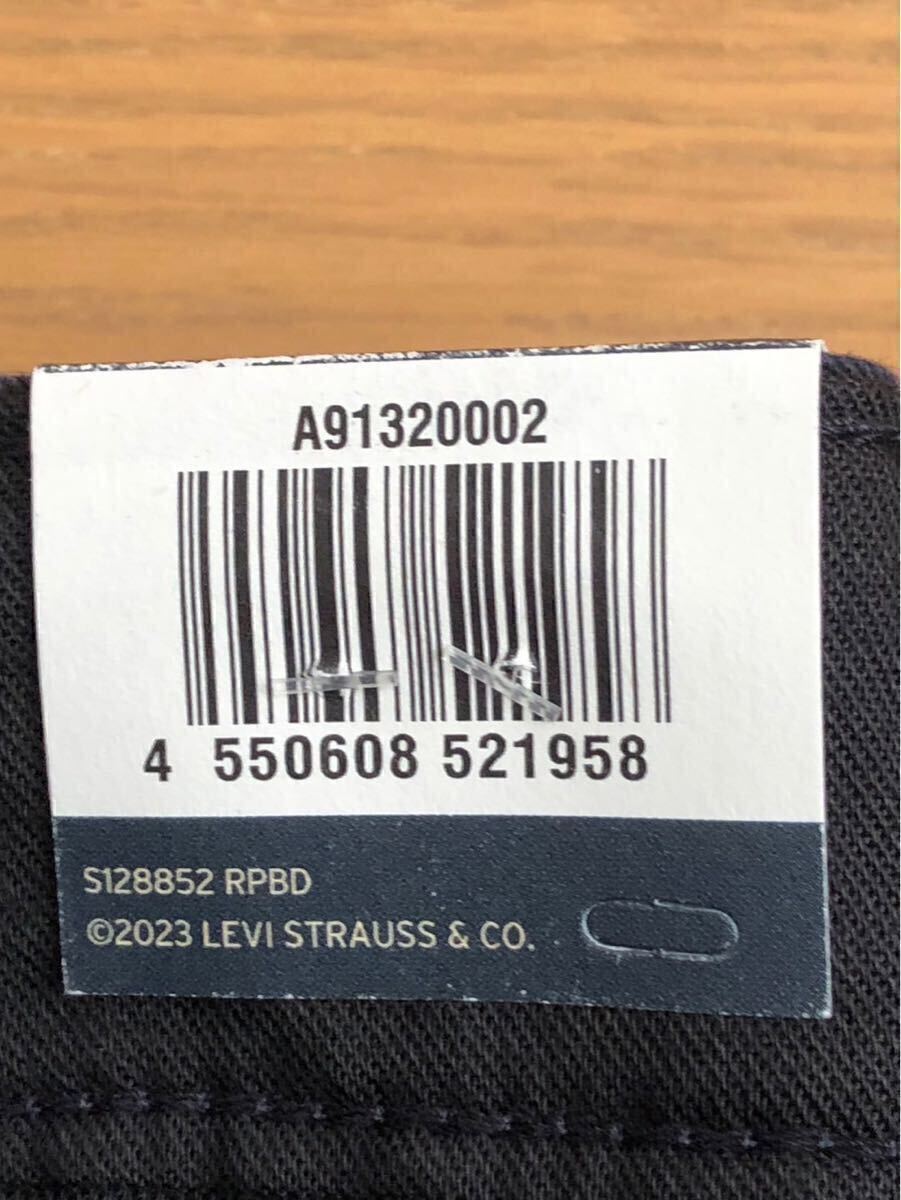 A91320002
4 550608 521958
S128852 RPBD
©2023 LEVI STRAUSS & CO.